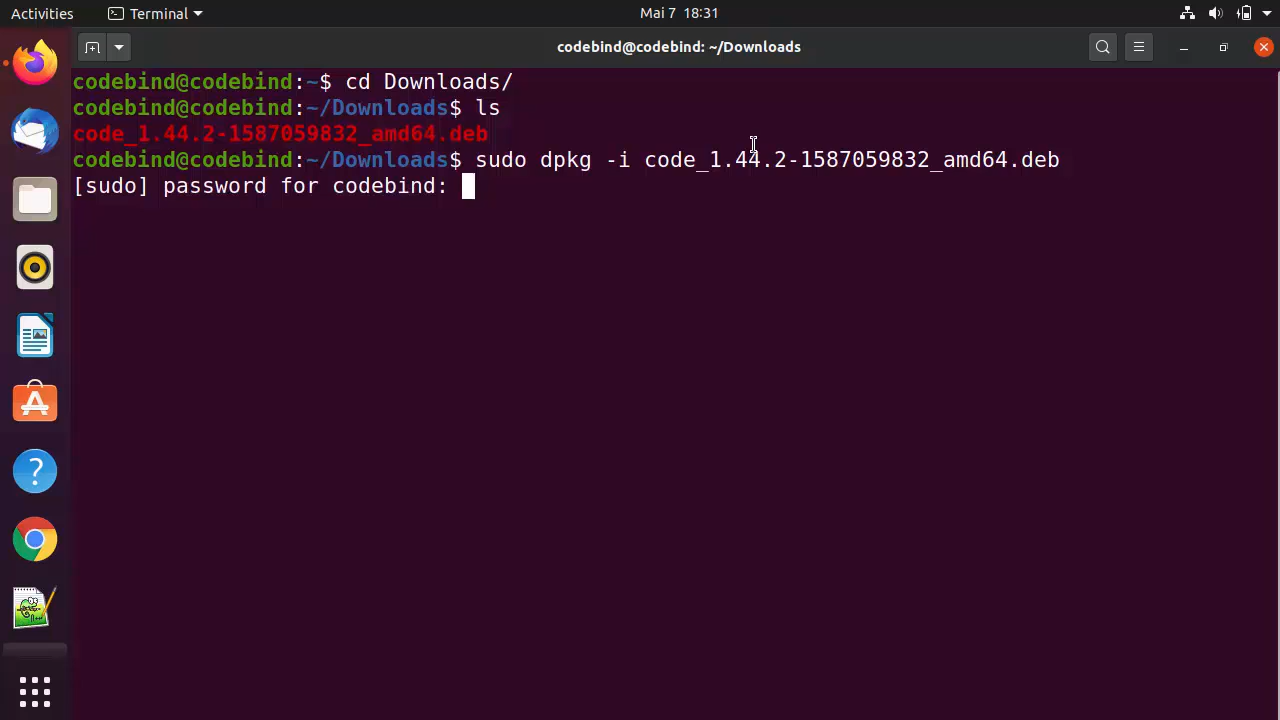 Activities Terminal Mai 7 18:31
codebind@codebind: ~/Downloads
codebind@codebind:~$ cd Downloads/
codebind@codebind:~/Downloads$ ls
code_1.44.2-1587059832_amd64.deb
codebind@codebind:~/Downloads$ sudo dpkg -i code_1.44.2-1587059832_amd64.deb
[sudo] password for codebind: